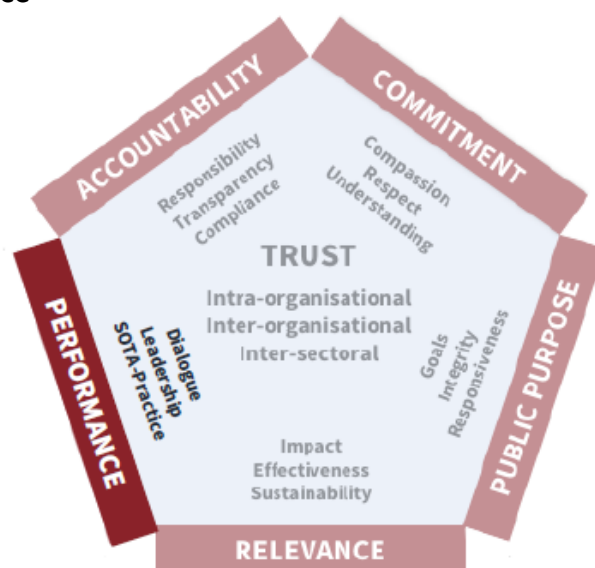 ACCOUNTABILITY
Responsibility
Transparency
Compliance
COMMITMENT
Compassion
Respect
Understanding
TRUST
Intra-organisational
Inter-organisational
Inter-sectoral
PERFORMANCE
Dialogue
Leadership
SOTA-Practice
PUBLIC PURPOSE
Goals
Integrity
Responsiveness
Impact
Effectiveness
Sustainability
RELEVANCE